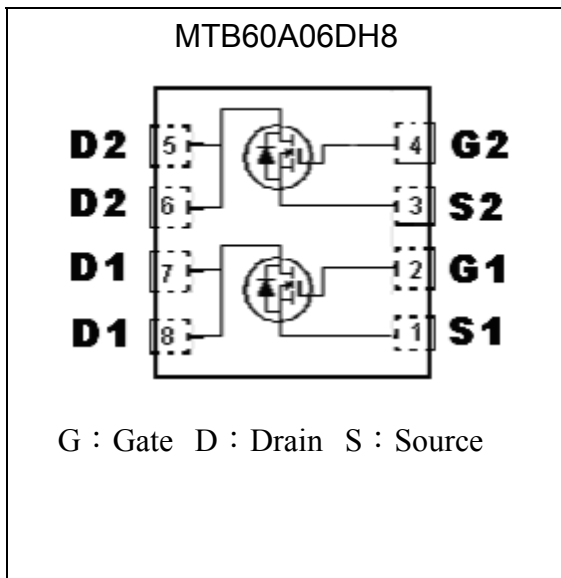 MTB60A06DH8
D2 5 4 G2
D2 6 3 S2
D1 7 2 G1
D1 8 1 S1
G：Gate D：Drain S：Source